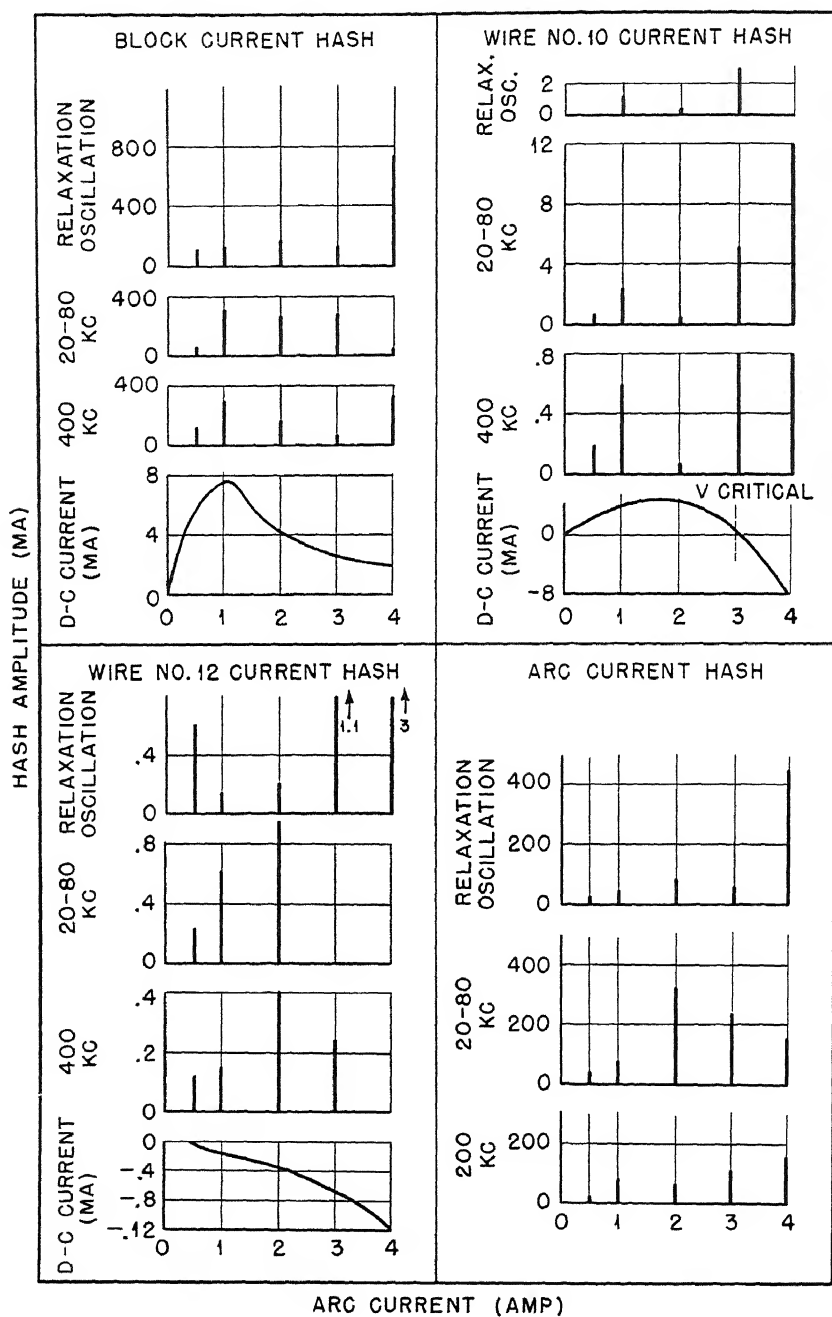 BLOCK CURRENT HASH
RELAXATION OSCILLATION
800
400
0
20-80 KC
400
0
400 KC
400
0
D-C CURRENT (MA)
8
4
0
0 1 2 3 4
WIRE NO.10 CURRENT HASH
RELAX. OSC.
2
0
20-80 KC
12
8
4
0
400 KC
.8
.4
0
V CRITICAL
D-C CURRENT (MA)
0
-8
0 1 2 3 4
HASH AMPLITUDE (MA)
WIRE NO.12 CURRENT HASH
RELAXATION OSCILLATION
.4
0
1.1
3
20-80 KC
.8
.4
0
400 KC
.4
.2
0
D-C CURRENT (MA)
0
-.4
-.8
-.12
0 1 2 3 4
ARC CURRENT HASH
RELAXATION OSCILLATION
400
200
0
20-80 KC
400
200
0
200 KC
200
0
0 1 2 3 4
ARC CURRENT (AMP)